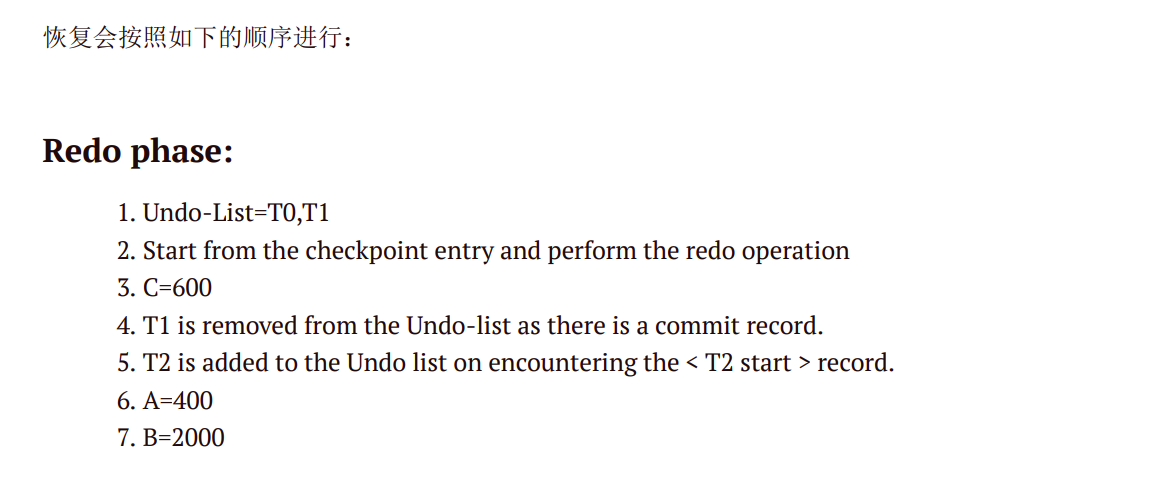 恢复会按照如下的顺序进行：
Redo phase:
1. Undo-List=T0,T1
2. Start from the checkpoint entry and perform the redo operation
3. C=600
4. T1 is removed from the Undo-list as there is a commit record.
5. T2 is added to the Undo list on encountering the < T2 start > record.
6. A=400
7. B=2000